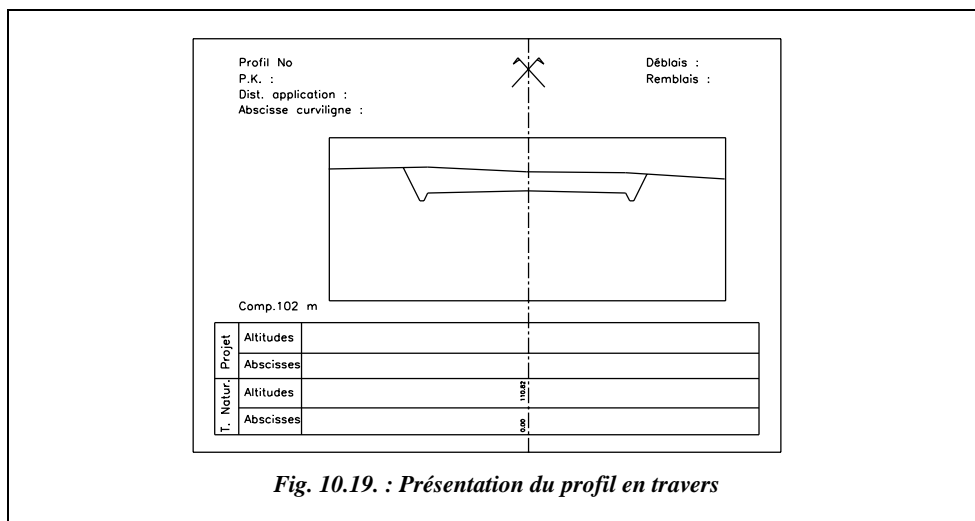 Profil No
P.K. :
Dist. application :
Abscisse curviligne :
Déblais :
Remblais :
Comp.102 m
Projet
Altitudes
Abscisses
T. Natur.
Altitudes
110.82
Abscisses
0.00
Fig. 10.19. : Présentation du profil en travers